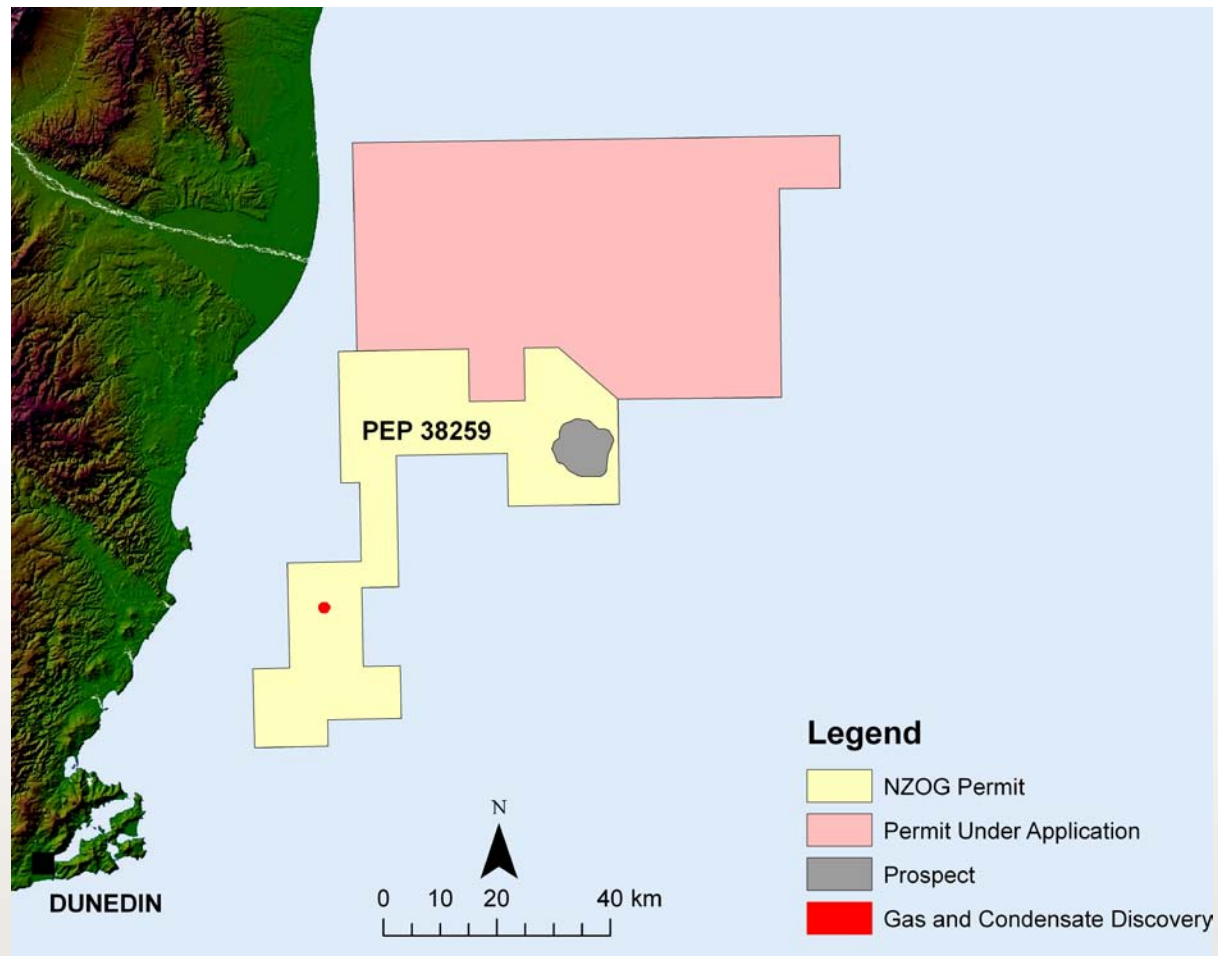 PEP 38259
Legend
NZOG Permit
Permit Under Application
Prospect
Gas and Condensate Discovery
N
0 10 20 40 km
DUNEDIN